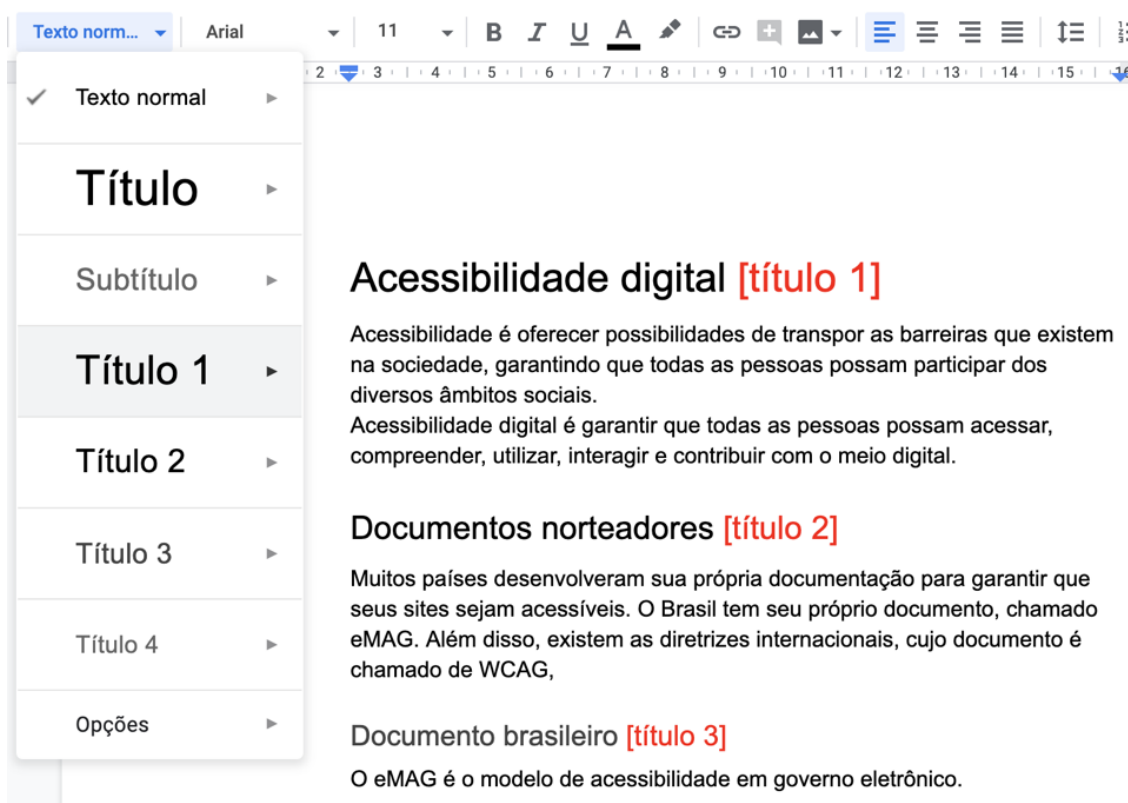 Texto norm... Arial 11 B I U A
2 3 4 5 6 7 8 9 10 11 12 13 14 15 16
Texto normal
Título
Subtítulo
Título 1
Título 2
Título 3
Título 4
Opções
Acessibilidade digital [título 1]
Acessibilidade é oferecer possibilidades de transpor as barreiras que existem
na sociedade, garantindo que todas as pessoas possam participar dos
diversos âmbitos sociais.
Acessibilidade digital é garantir que todas as pessoas possam acessar,
compreender, utilizar, interagir e contribuir com o meio digital.
Documentos norteadores [título 2]
Muitos países desenvolveram sua própria documentação para garantir que
seus sites sejam acessíveis. O Brasil tem seu próprio documento, chamado
eMAG. Além disso, existem as diretrizes internacionais, cujo documento é
chamado de WCAG,
Documento brasileiro [título 3]
O eMAG é o modelo de acessibilidade em governo eletrônico.